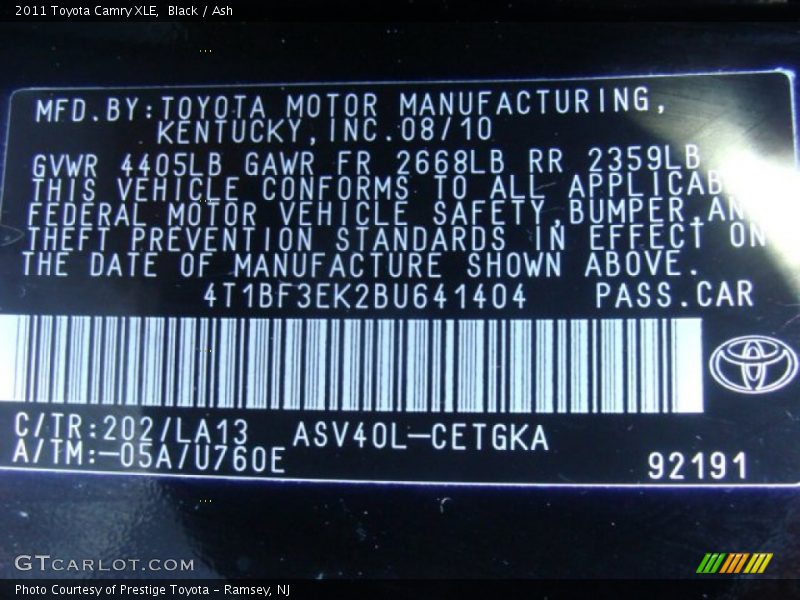 2011 Toyota Camry XLE,  Black / Ash
MFD.BY:TOYOTA MOTOR MANUFACTURING,
KENTUCKY,INC.08/10
GVWR 4405LB GAWR FR 2668LB RR 2359LB
THIS VEHICLE CONFORMS TO ALL
FEDERAL MOTOR VEHICLE SAFETY,BUMPER,
THEFT PREVENTION STANDARDS IN EFFECT ON
THE DATE OF MANUFACTURE SHOWN ABOVE.
4T1BF3EK2BU641404 PASS.CAR
C/TR:202/LA13 ASV40L-CETGKA
A/TM:-05A/U760E
92191
GTCARLOT.COM
Photo Courtesy of Prestige Toyota - Ramsey, NJ